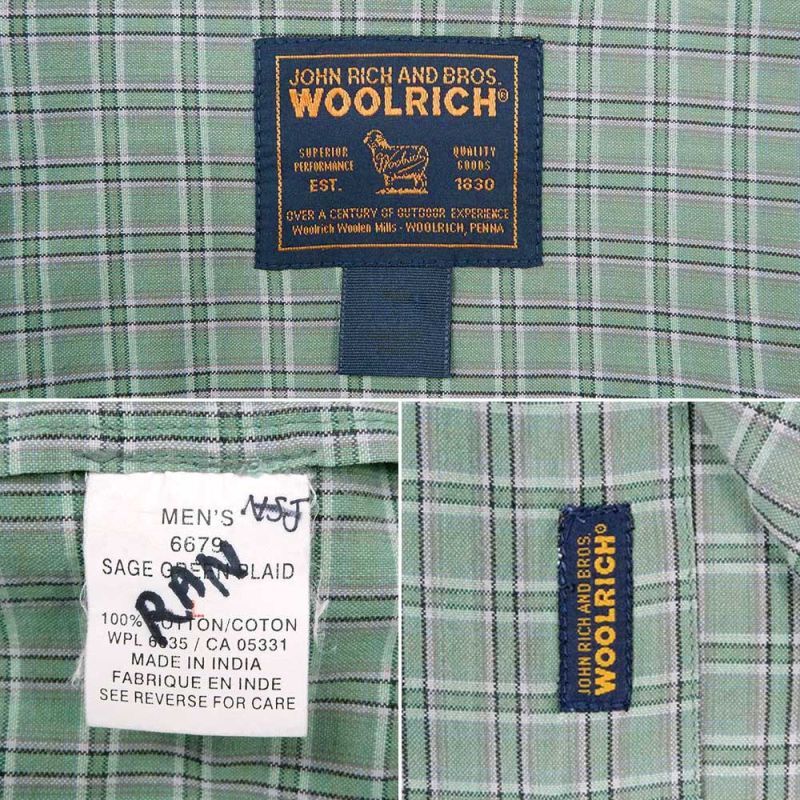 JOHN RICH AND BROS.
WOOLRICH®
SUPERIOR PERFORMANCE
Woolrich
QUALITY GOODS
EST. 1830
OVER A CENTURY OF OUTDOOR EXPERIENCE
Woolrich Woolen Mills - WOOLRICH, PENNA
MEN'S
NSJ
6679
SAGE GREEN PLAID
RAN
100% COTTON/COTON
WPL 6635 / CA 05331
MADE IN INDIA
FABRIQUE EN INDE
SEE REVERSE FOR CARE
JOHN RICH AND BROS.
WOOLRICH®